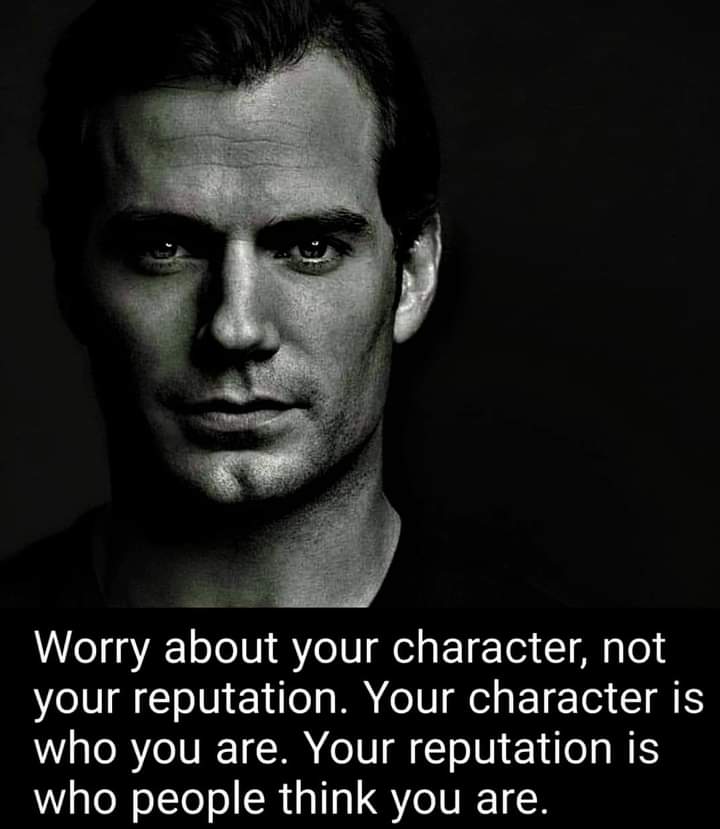 Worry about your character, not
your reputation. Your character is
who you are. Your reputation is
who people think you are.